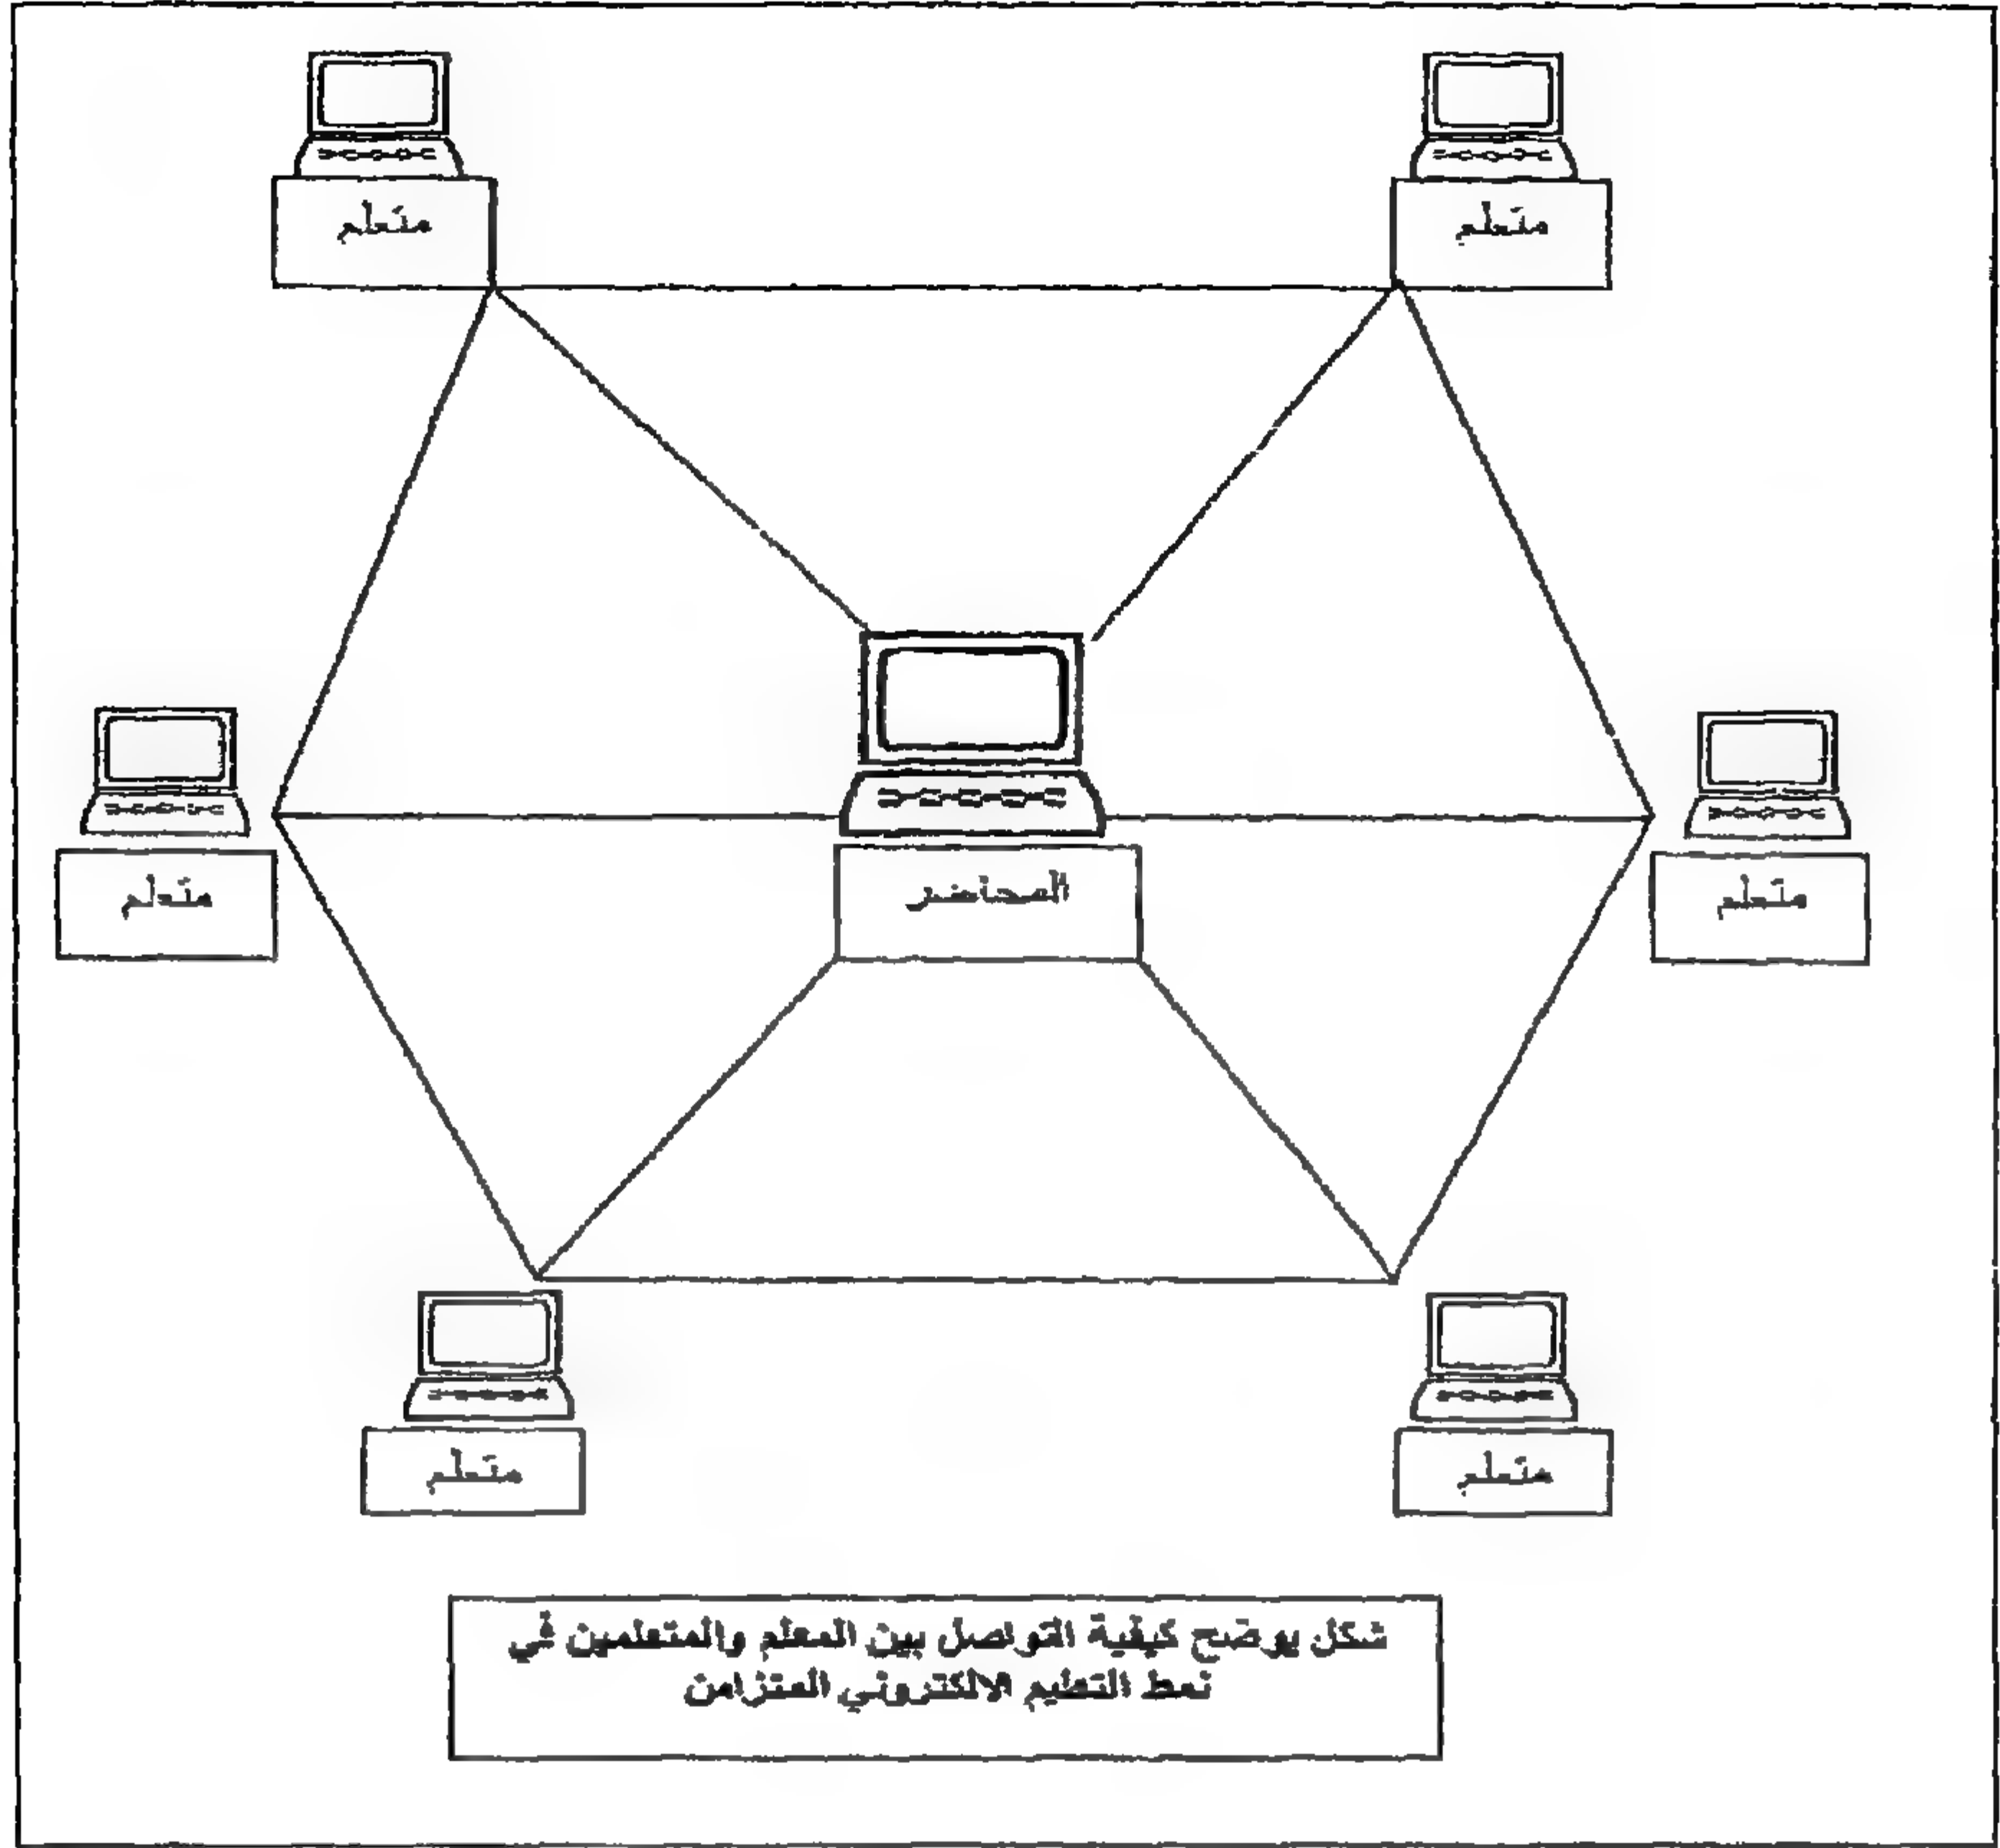 متعلم
متعلم
متعلم
المحاضر
متعلم
متعلم
متعلم
شكل يوضح كيفية التواصل بين المعلم والمتعلمين في
نمط التعليم الالكتروني المتزامن